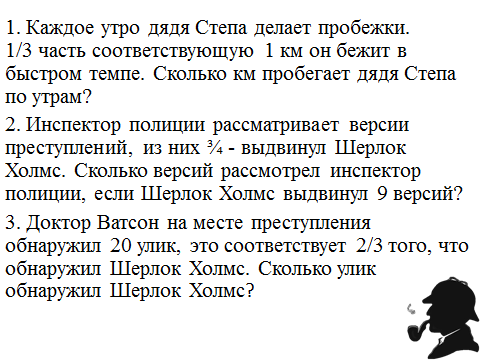 1. Каждое утро дядя Степа делает пробежки.
1/3 часть соответствующую 1 км он бежит в
быстром темпе. Сколько км пробегает дядя Степа
по утрам?
2. Инспектор полиции рассматривает версии
преступлений, из них ¾ - выдвинул Шерлок
Холмс. Сколько версий рассмотрел инспектор
полиции, если Шерлок Холмс выдвинул 9 версий?
3. Доктор Ватсон на месте преступления
обнаружил 20 улик, это соответствует 2/3 того, что
обнаружил Шерлок Холмс. Сколько улик
обнаружил Шерлок Холмс?